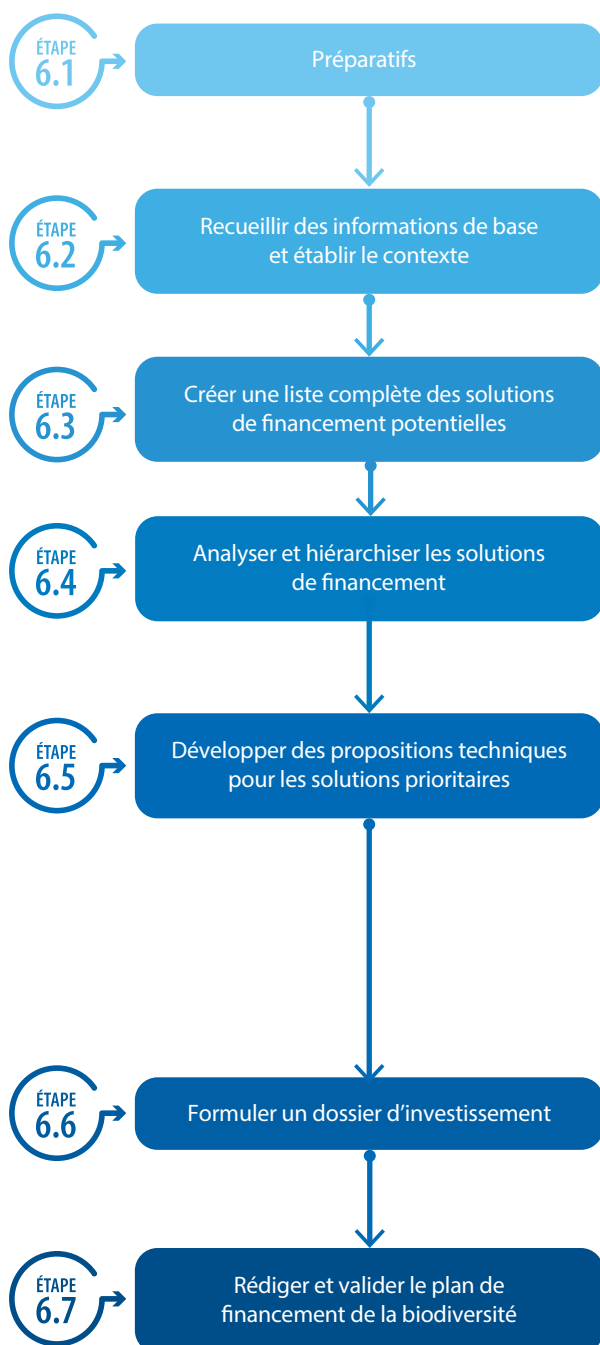 ÉTAPE
6.1
Préparatifs
ÉTAPE
6.2
Recueillir des informations de base
et établir le contexte
ÉTAPE
6.3
Créer une liste complète des solutions
de financement potentielles
ÉTAPE
6.4
Analyser et hiérarchiser les solutions
de financement
ÉTAPE
6.5
Développer des propositions techniques
pour les solutions prioritaires
ÉTAPE
6.6
Formuler un dossier d’investissement
ÉTAPE
6.7
Rédiger et valider le plan de
financement de la biodiversité